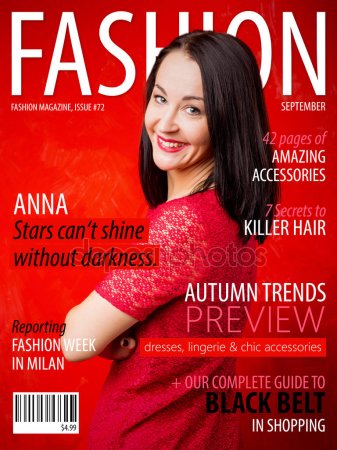 FASHION
FASHION MAGAZINE, ISSUE #72
SEPTEMBER
42 pages of
AMAZING
ACCESSORIES
ANNA
Stars can't shine
without darkness.
7 Secrets to
KILLER HAIR
depositphotos
AUTUMN TRENDS
PREVIEW
dresses, lingerie & chic accessories
Reporting
FASHION WEEK
IN MILAN
+ OUR COMPLETE GUIDE TO
BLACK BELT
IN SHOPPING
$4.99